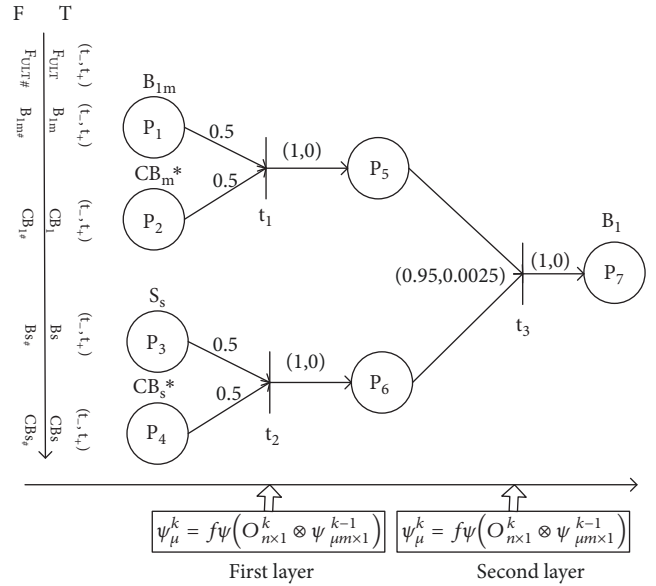 F T
F_ULT# F_ULT (t_-, t_+)
B_1m# B_1m (t_-, t_+)
CB_1# CB_1 (t_-, t_+)
Bs_# Bs (t_-, t_+)
CBs_# CBs (t_-, t_+)
B_1m
P_1
0.5
CB_m*
P_2
0.5
t_1
(1,0)
P_5
S_s
P_3
0.5
CB_s*
P_4
0.5
t_2
(1,0)
P_6
(0.95,0.0025)
t_3
(1,0)
B_1
P_7
ψ_μ^k = fψ(O_{n×1}^k ⊗ ψ_{μm×1}^{k−1})
ψ_μ^k = fψ(O_{n×1}^k ⊗ ψ_{μm×1}^{k−1})
First layer
Second layer